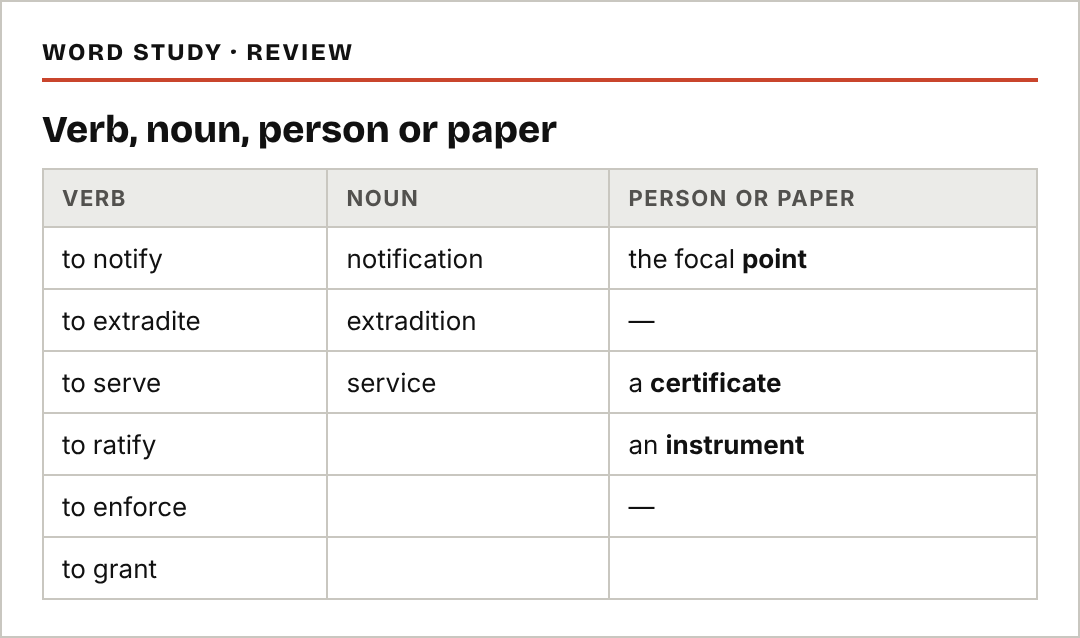 WORD STUDY · REVIEW
Verb, noun, person or paper
VERB NOUN PERSON OR PAPER
to notify notification the focal point
to extradite extradition —
to serve service a certificate
to ratify an instrument
to enforce —
to grant